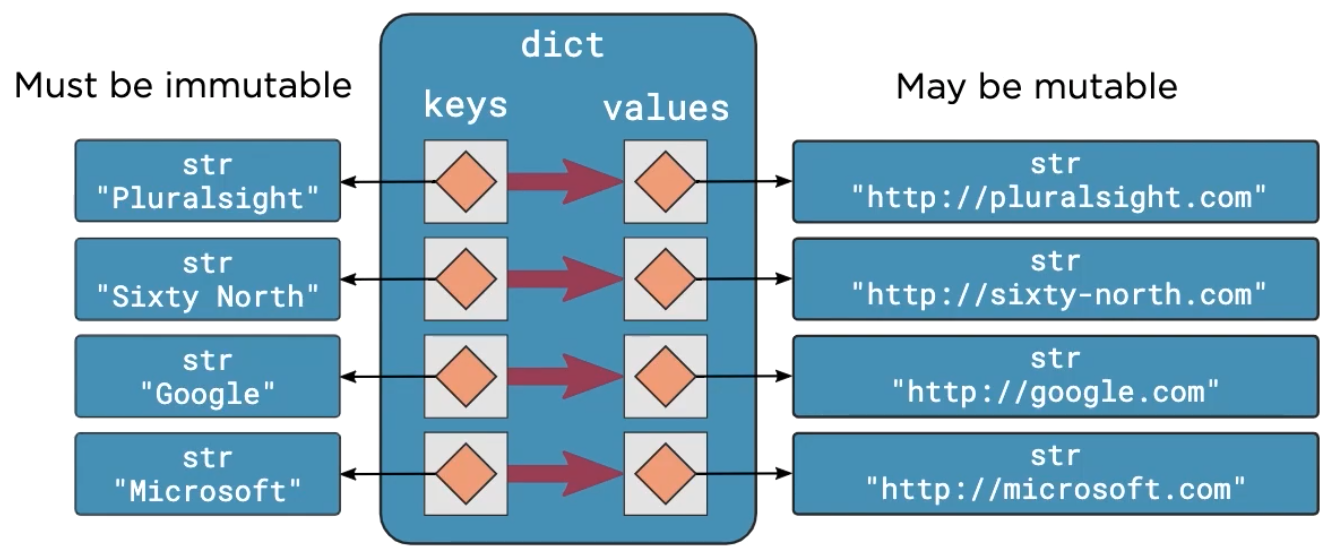 dict
Must be immutable
keys
values
May be mutable
str
"Pluralsight"
str
"http://pluralsight.com"
str
"Sixty North"
str
"http://sixty-north.com"
str
"Google"
str
"http://google.com"
str
"Microsoft"
str
"http://microsoft.com"